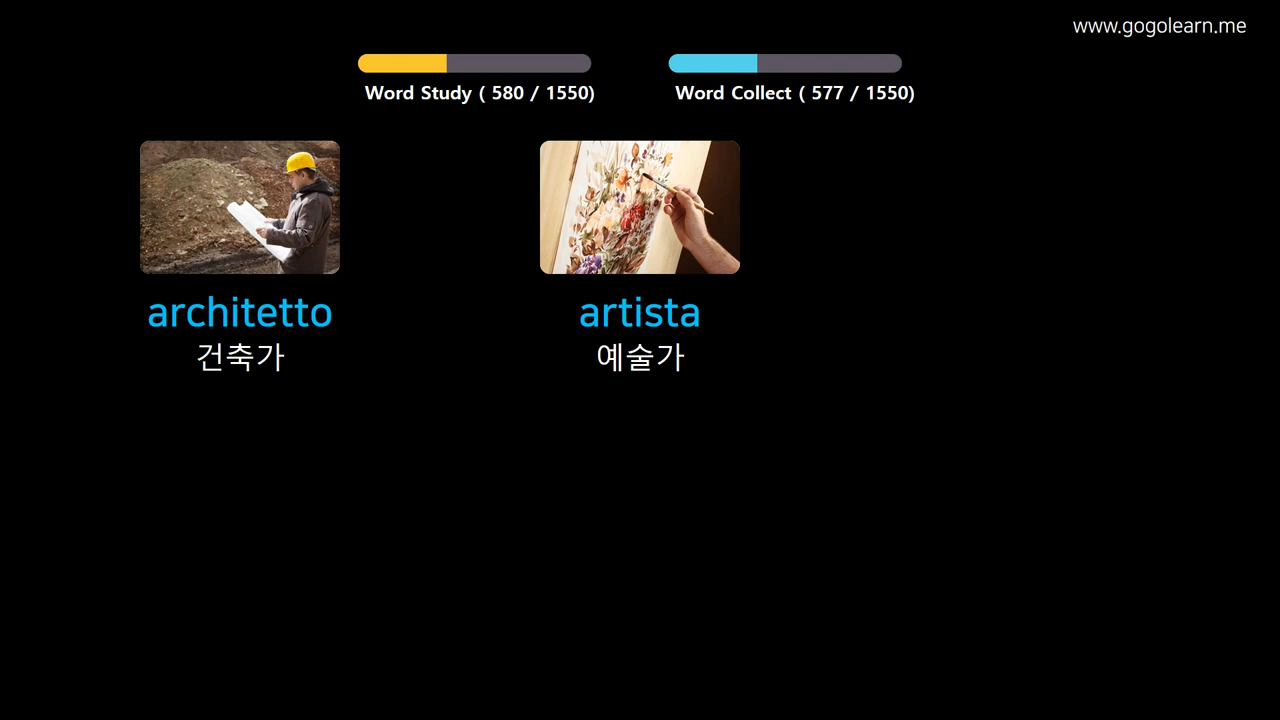 www.gogolearn.me
Word Study ( 580 / 1550)
Word Collect ( 577 / 1550)
architetto
건축가
artista
예술가